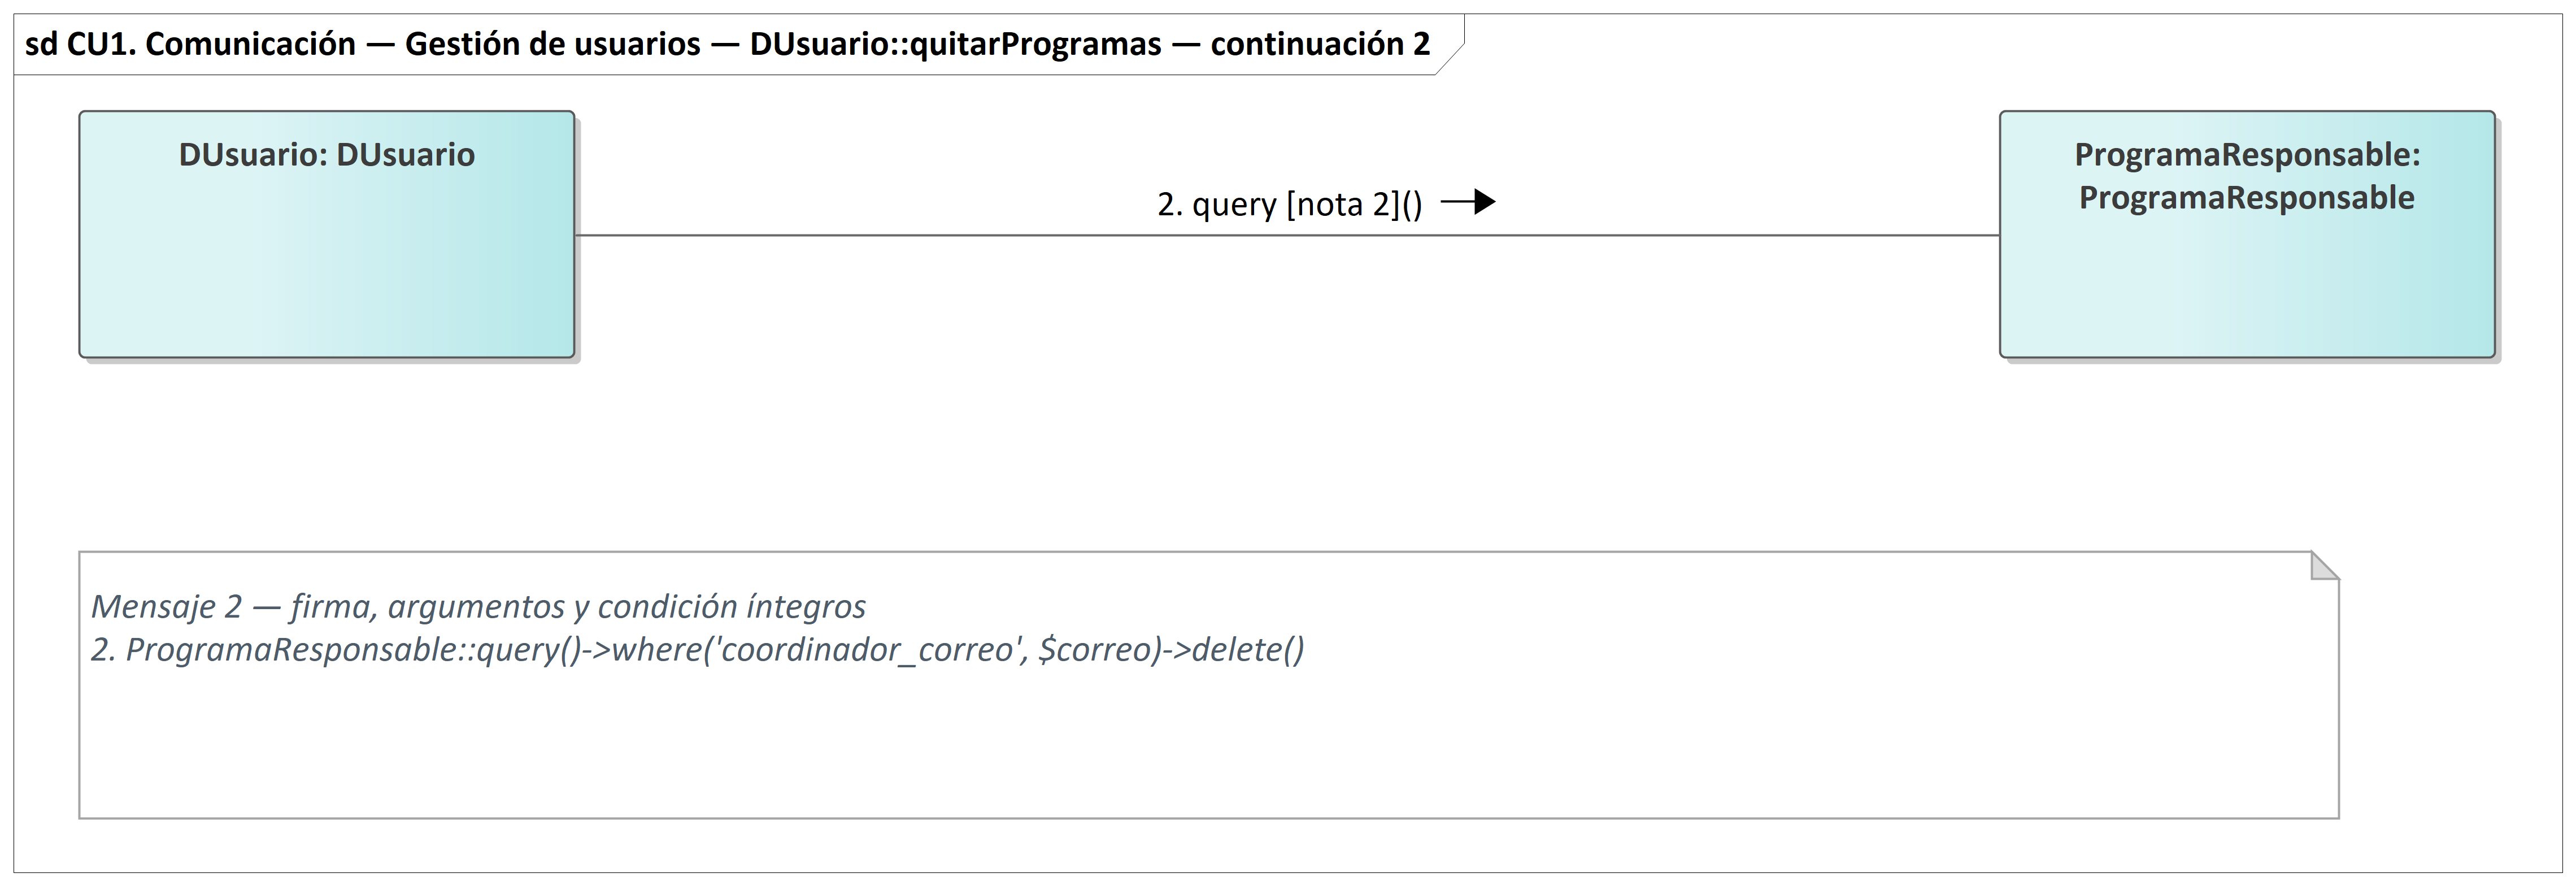 sd CU1. Comunicación — Gestión de usuarios — DUsuario::quitarProgramas — continuación 2
DUsuario: DUsuario
ProgramaResponsable:
ProgramaResponsable
2. query [nota 2]()
Mensaje 2 — firma, argumentos y condición íntegros
2. ProgramaResponsable::query()->where('coordinador_correo', $correo)->delete()